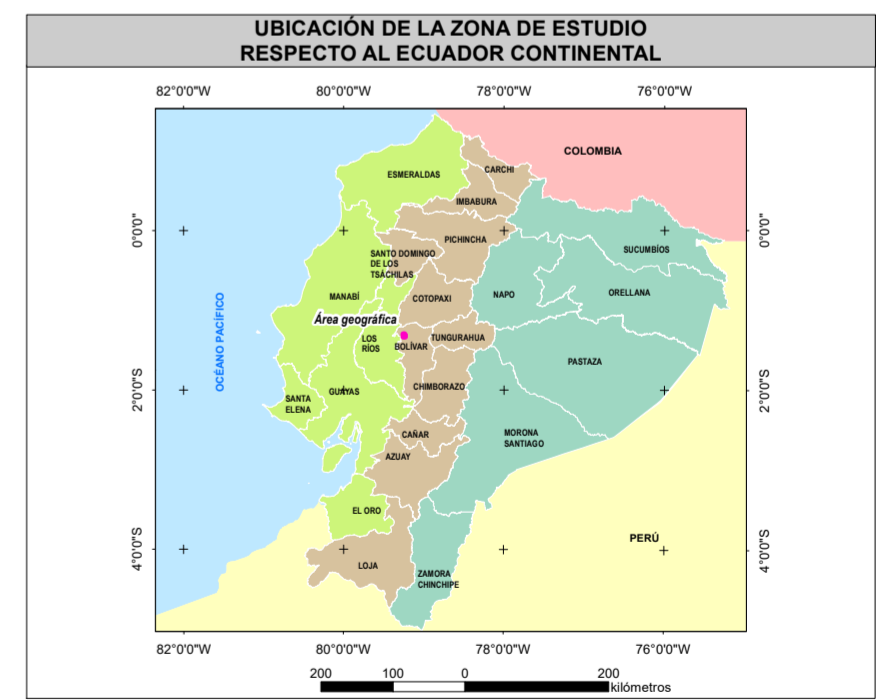 UBICACIÓN DE LA ZONA DE ESTUDIO
RESPECTO AL ECUADOR CONTINENTAL
82°0'0"W
80°0'0"W
78°0'0"W
76°0'0"W
COLOMBIA
CARCHI
ESMERALDAS
IMBABURA
0°0'0"
0°0'0"
PICHINCHA
SUCUMBÍOS
SANTO DOMINGO
DE LOS
TSÁCHILAS
MANABÍ
COTOPAXI
NAPO
ORELLANA
OCÉANO PACÍFICO
Área geográfica
LOS
RÍOS
BOLÍVAR
TUNGURAHUA
PASTAZA
CHIMBORAZO
2°0'0"S
2°0'0"S
GUAYAS
SANTA
ELENA
CAÑAR
MORONA
SANTIAGO
AZUAY
EL ORO
PERÚ
4°0'0"S
4°0'0"S
LOJA
ZAMORA
CHINCHIPE
82°0'0"W
80°0'0"W
78°0'0"W
76°0'0"W
200
100
0
200
kilómetros